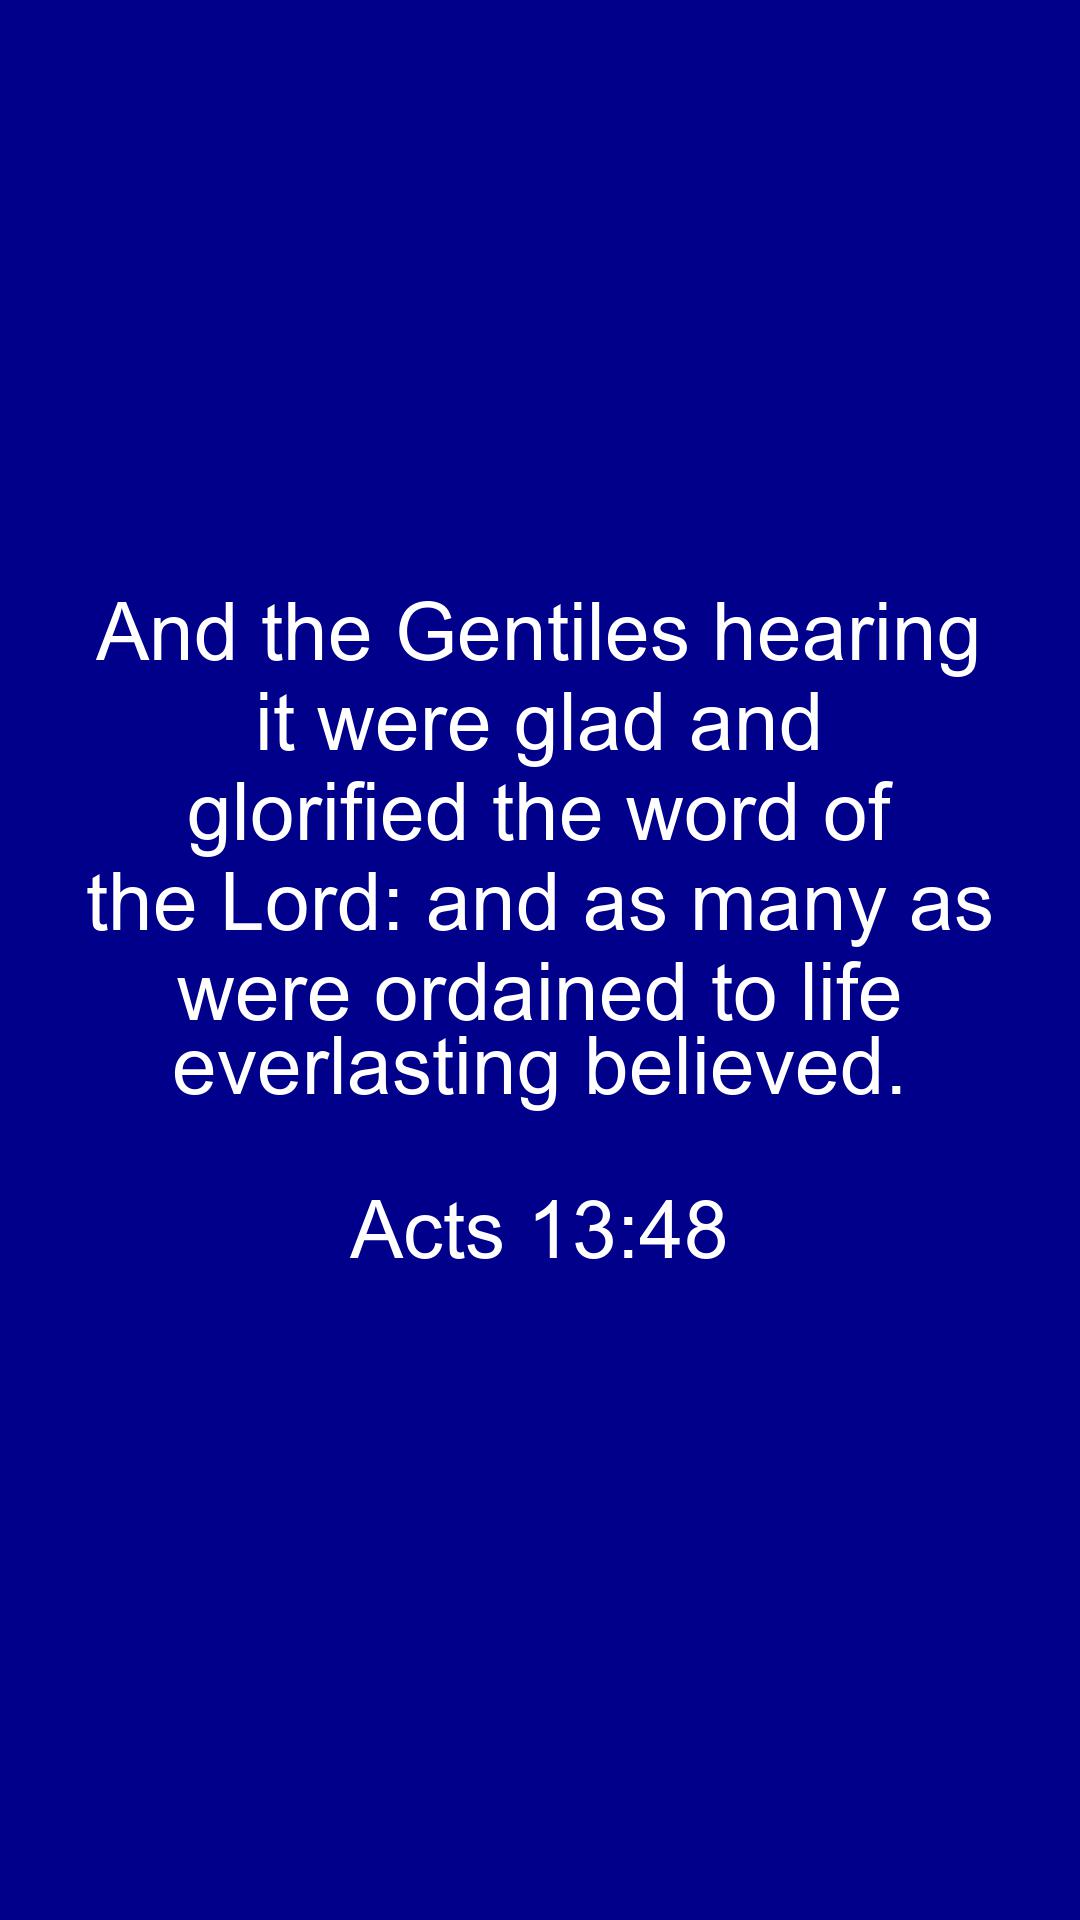 And the Gentiles hearing
it were glad and
glorified the word of
the Lord: and as many as
were ordained to life
everlasting believed.
Acts 13:48